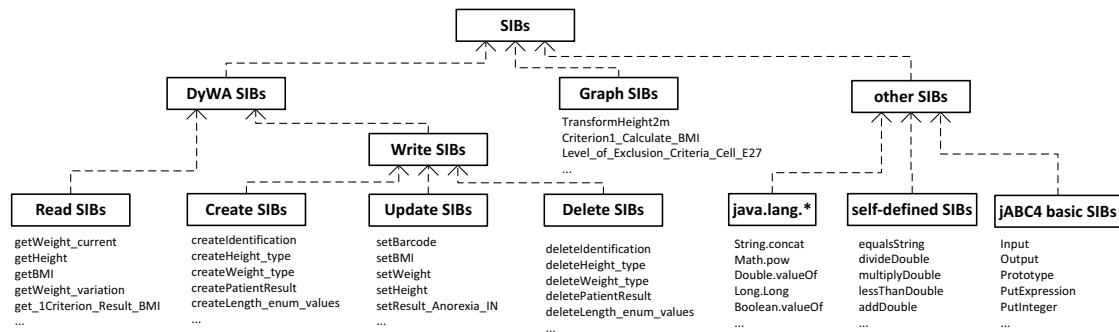 SIBs
DyWA SIBs
Graph SIBs
other SIBs
TransformHeight2m
Criterion1_Calculate_BMI
Level_of_Exclusion_Criteria_Cell_E27
...
Write SIBs
Read SIBs
Create SIBs
Update SIBs
Delete SIBs
java.lang.*
self-defined SIBs
jABC4 basic SIBs
getWeight_current
getHeight
getBMI
getWeight_variation
get_1Criterion_Result_BMI
...
createIdentification
createHeight_type
createWeight_type
createPatientResult
createLength_enum_values
...
setBarcode
setBMI
setWeight
setHeight
setResult_Anorexia_IN
...
deleteIdentification
deleteHeight_type
deleteWeight_type
deletePatientResult
deleteLength_enum_values
...
String.concat
Math.pow
Double.valueOf
Long.Long
Boolean.valueOf
...
equalsString
divideDouble
multiplyDouble
lessThanDouble
addDouble
...
Input
Output
Prototype
PutExpression
PutInteger
...